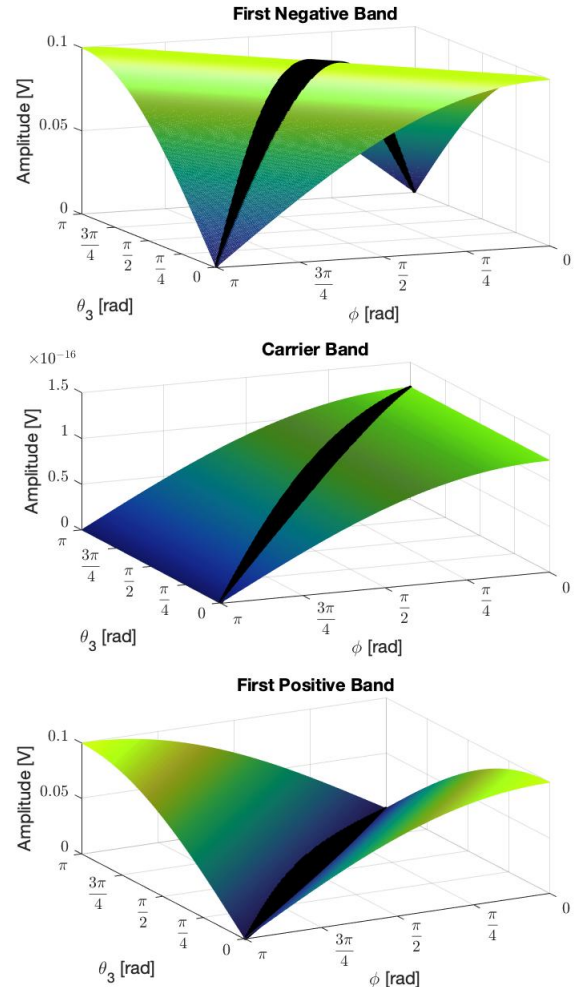 First Negative Band
Amplitude [V]
0.1
0.05
0
π
3π/4
π/2
π/4
0
θ₃ [rad]
π
3π/4
π/2
π/4
0
ϕ [rad]
Carrier Band
×10⁻¹⁶
Amplitude [V]
1.5
1
0.5
0
π
3π/4
π/2
π/4
0
θ₃ [rad]
π
3π/4
π/2
π/4
0
ϕ [rad]
First Positive Band
Amplitude [V]
0.1
0.05
0
π
3π/4
π/2
π/4
0
θ₃ [rad]
π
3π/4
π/2
π/4
0
ϕ [rad]